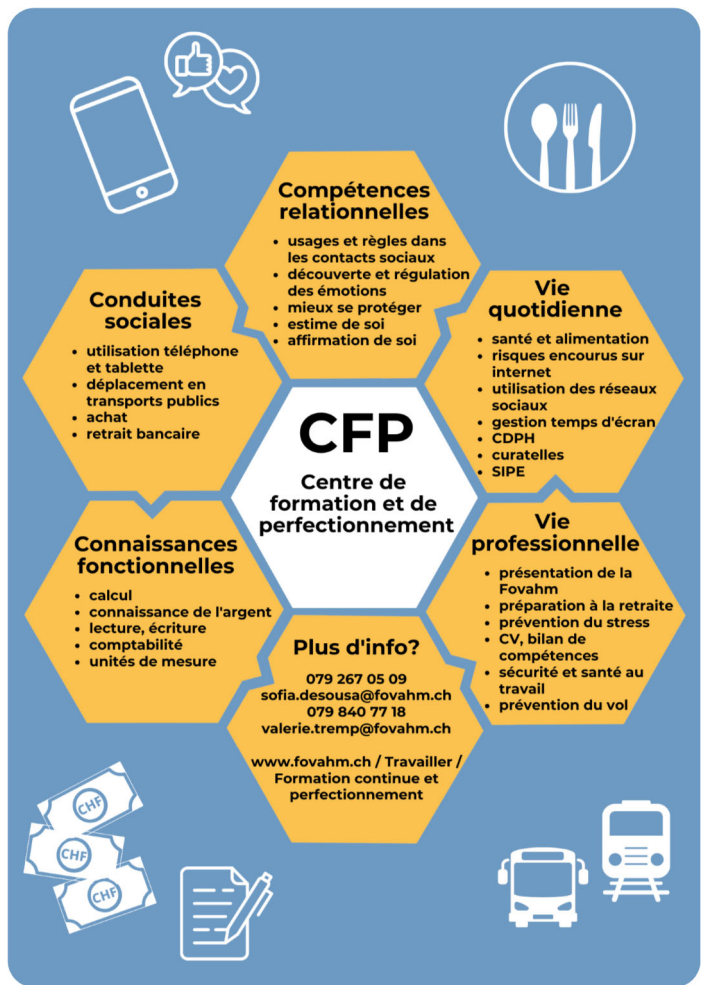 Compétences
relationnelles
• usages et règles dans
les contacts sociaux
• découverte et régulation
des émotions
• mieux se protéger
• estime de soi
• affirmation de soi
Conduites
sociales
• utilisation téléphone
et tablette
• déplacement en
transports publics
• achat
• retrait bancaire
Vie
quotidienne
• santé et alimentation
• risques encourus sur
internet
• utilisation des réseaux
sociaux
• gestion temps d'écran
• CDPH
• curatelles
• SIPE
CFP
Centre de
formation et de
perfectionnement
Connaissances
fonctionnelles
• calcul
• connaissance de l'argent
• lecture, écriture
• comptabilité
• unités de mesure
Vie
professionnelle
• présentation de la
Fovahm
• préparation à la retraite
• prévention du stress
• CV, bilan de
compétences
• sécurité et santé au
travail
• prévention du vol
Plus d'info?
079 267 05 09
sofia.desousa@fovahm.ch
079 840 77 18
valerie.tremp@fovahm.ch
www.fovahm.ch / Travailler /
Formation continue et
perfectionnement
CHF
CHF
CHF